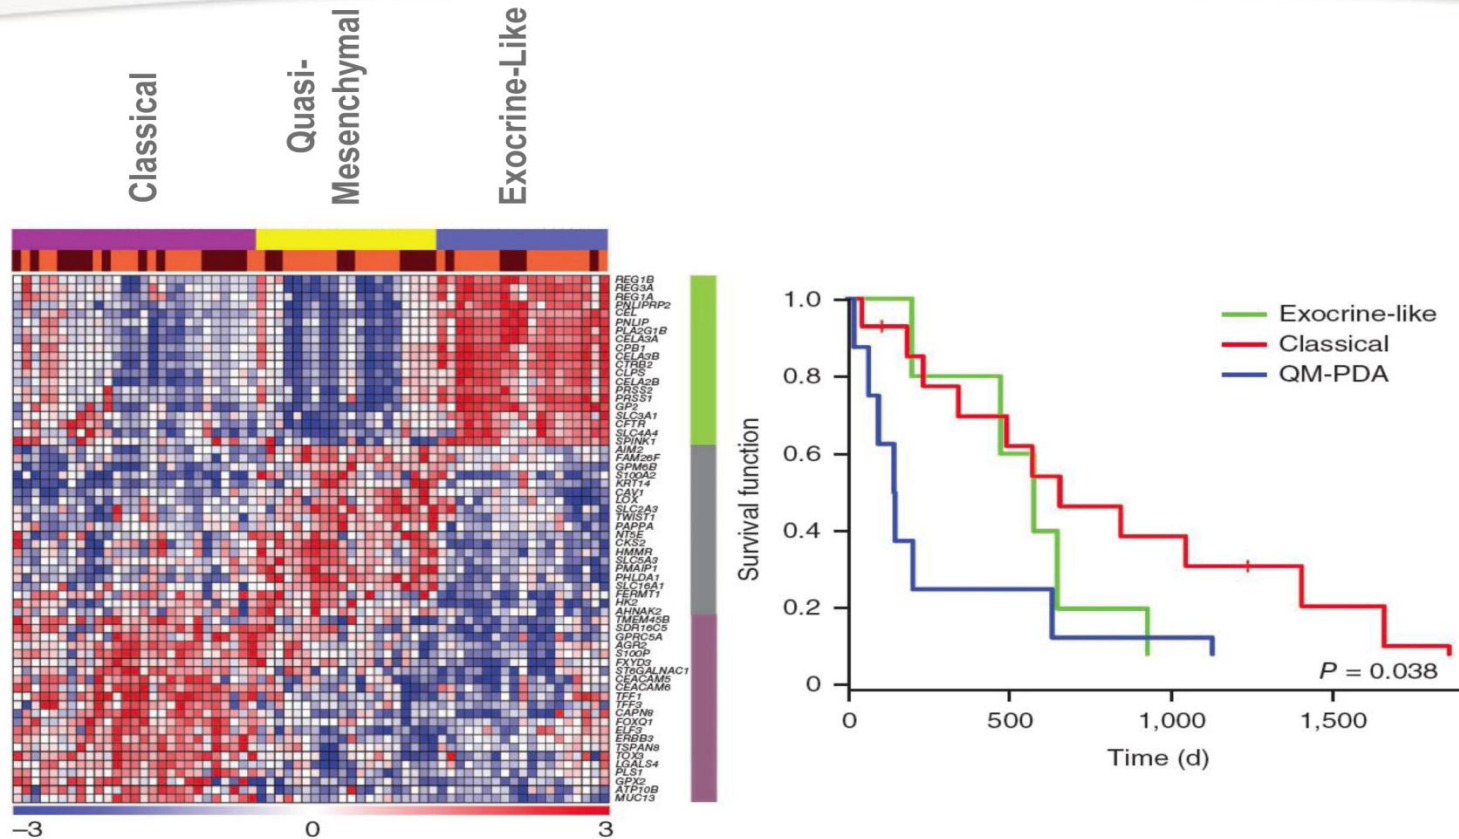 Classical
Quasi-
Mesenchymal
Exocrine-Like
REG1B
REG3A
REG1A
PNLIPRP2
CEL
PNLIP
PLA2G1B
CELA3A
CPB1
CELA3B
CTRB2
CLPS
CELA2B
PRSS2
PRSS1
GP2
SLC3A1
CFTR
SLC4A4
SPINK1
AIM2
FAM26F
GPM6B
S100A2
KRT14
CAV1
LOX
SLC2A3
TWIST1
PAPPA
NT5E
CKS2
HMMR
SLC5A3
PMAIP1
PHLDA1
SLC16A1
FERMT1
HK2
AHNAK2
TMEM45B
SDR16C5
GPRC5A
AGR2
S100P
FXYD3
ST6GALNAC1
CEACAM5
CEACAM6
TFF1
TFF3
CAPN8
FOXQ1
ELF3
ERBB3
TSPAN8
TOX3
LGALS4
PLS1
GPX2
ATP10B
MUC13
−3
0
3
Survival function
1.0
0.8
0.6
0.4
0.2
0
Exocrine-like
Classical
QM-PDA
P = 0.038
0
500
1,000
1,500
Time (d)